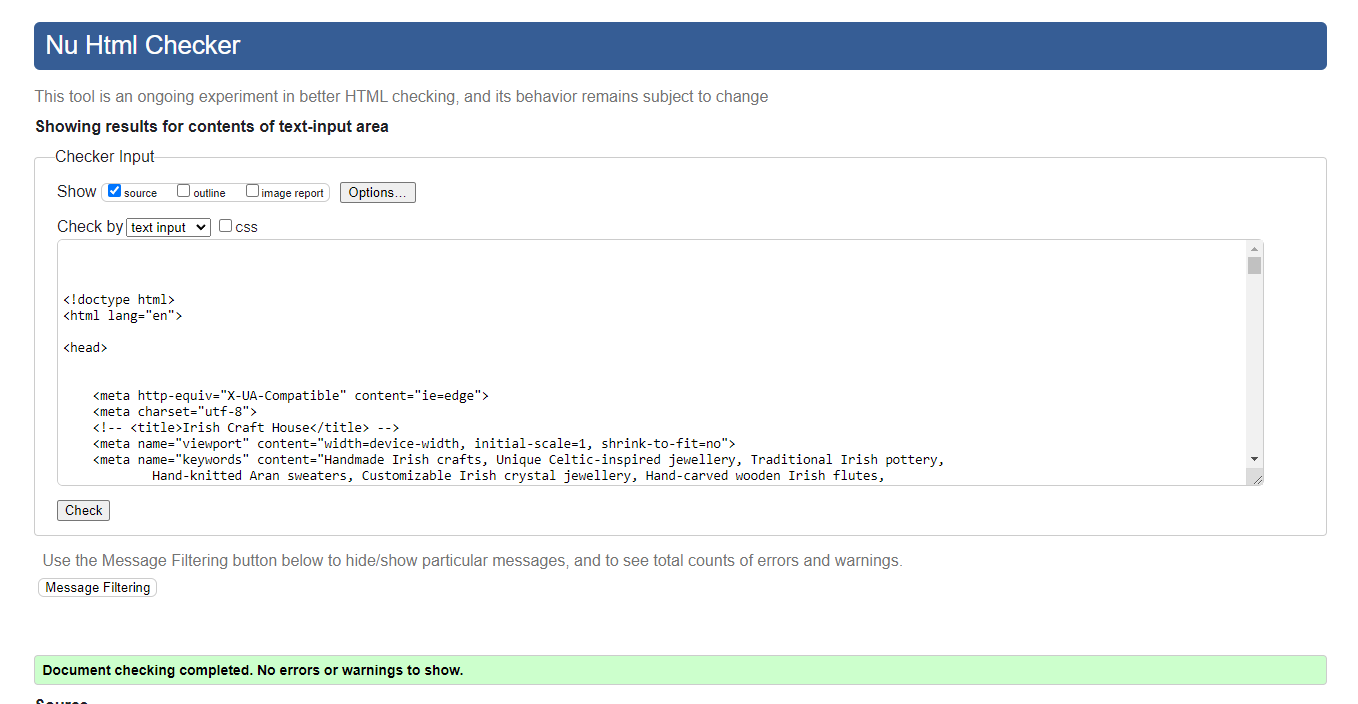 Nu Html Checker
This tool is an ongoing experiment in better HTML checking, and its behavior remains subject to change
Showing results for contents of text-input area
Checker Input
Show source outline image report Options...
Check by text input css
<!doctype html>
<html lang="en">
<head>
<meta http-equiv="X-UA-Compatible" content="ie=edge">
<meta charset="utf-8">
<!-- <title>Irish Craft House</title> -->
<meta name="viewport" content="width=device-width, initial-scale=1, shrink-to-fit=no">
<meta name="keywords" content="Handmade Irish crafts, Unique Celtic-inspired jewellery, Traditional Irish pottery,
Hand-knitted Aran sweaters, Customizable Irish crystal jewellery, Hand-carved wooden Irish flutes,
Check
Use the Message Filtering button below to hide/show particular messages, and to see total counts of errors and warnings.
Message Filtering
Document checking completed. No errors or warnings to show.
Source